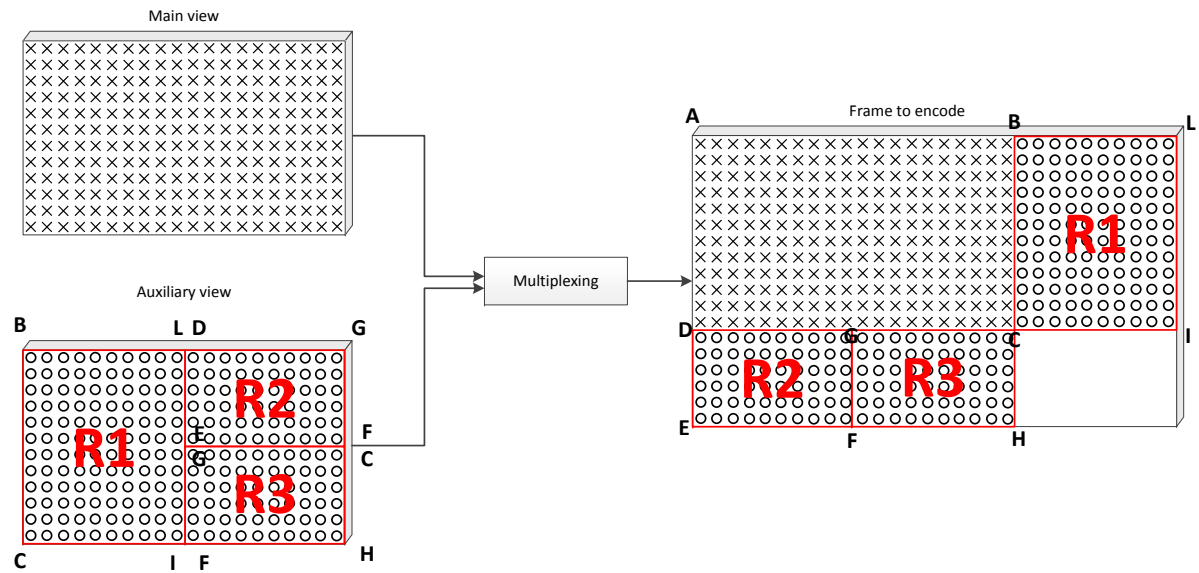 Main view
Frame to encode
A
B
L
R1
Multiplexing
Auxiliary view
B
L D
G
R1
R2
E
F
G
C
R3
C
I
F
H
D
G
C
I
R2
R3
E
F
H